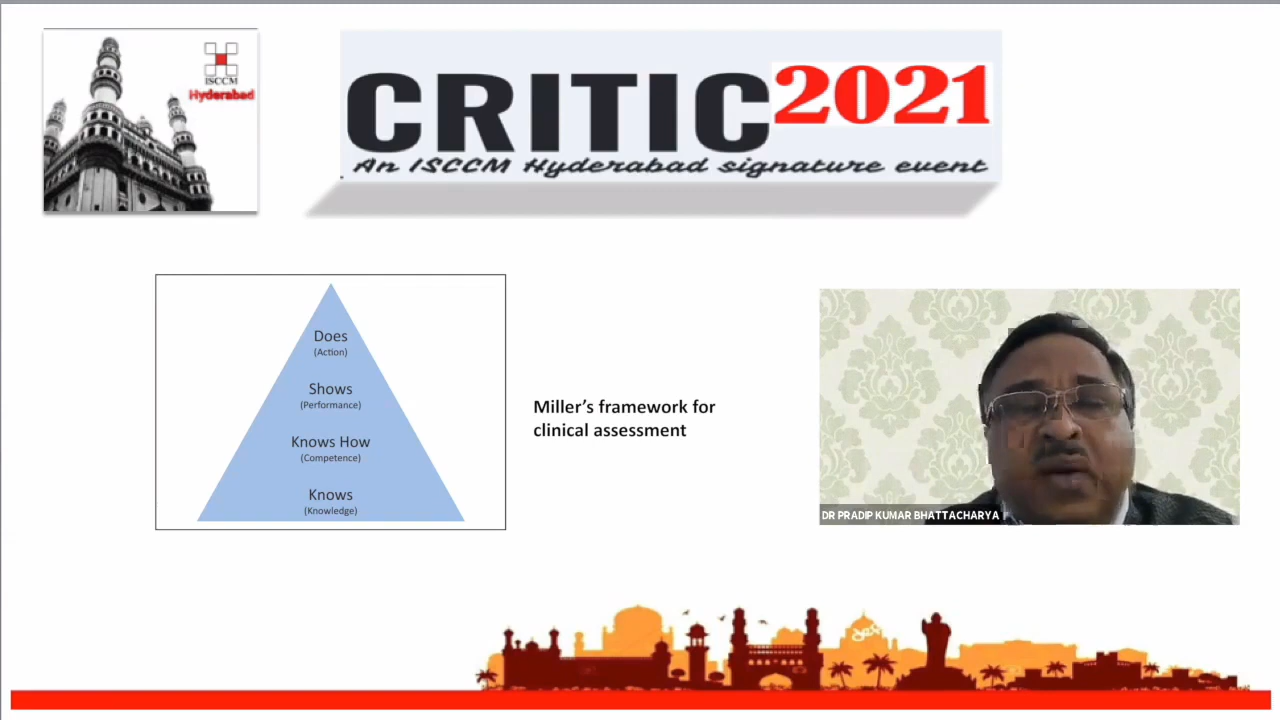 ISCCM
Hyderabad
CRITIC2021
An ISCCM Hyderabad signature event
Does
(Action)
Shows
(Performance)
Knows How
(Competence)
Knows
(Knowledge)
Miller’s framework for
clinical assessment
DR PRADIP KUMAR BHATTACHARYA